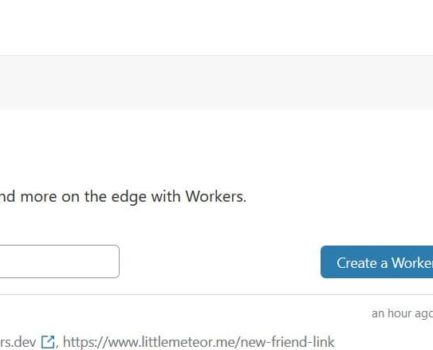 nd more on the edge with Workers.
Create a Worker
an hour ago
rs.dev , https://www.littlemeteor.me/new-friend-link